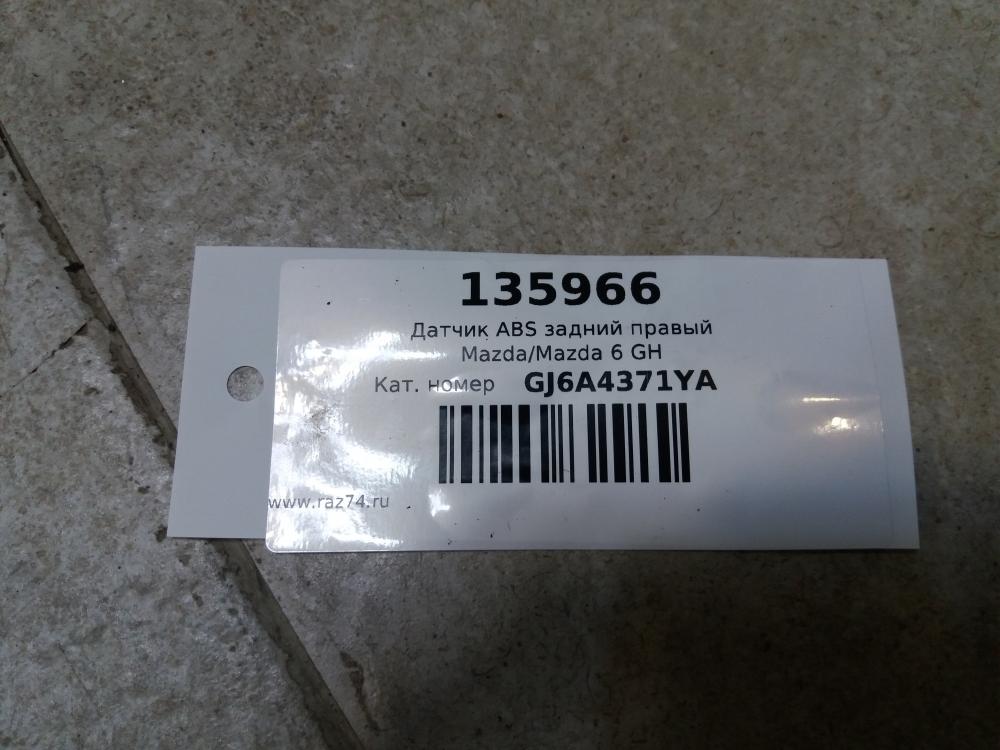 135966
Датчик ABS задний правый
Mazda/Mazda 6 GH
Кат. номер GJ6A4371YA
www.raz74.ru